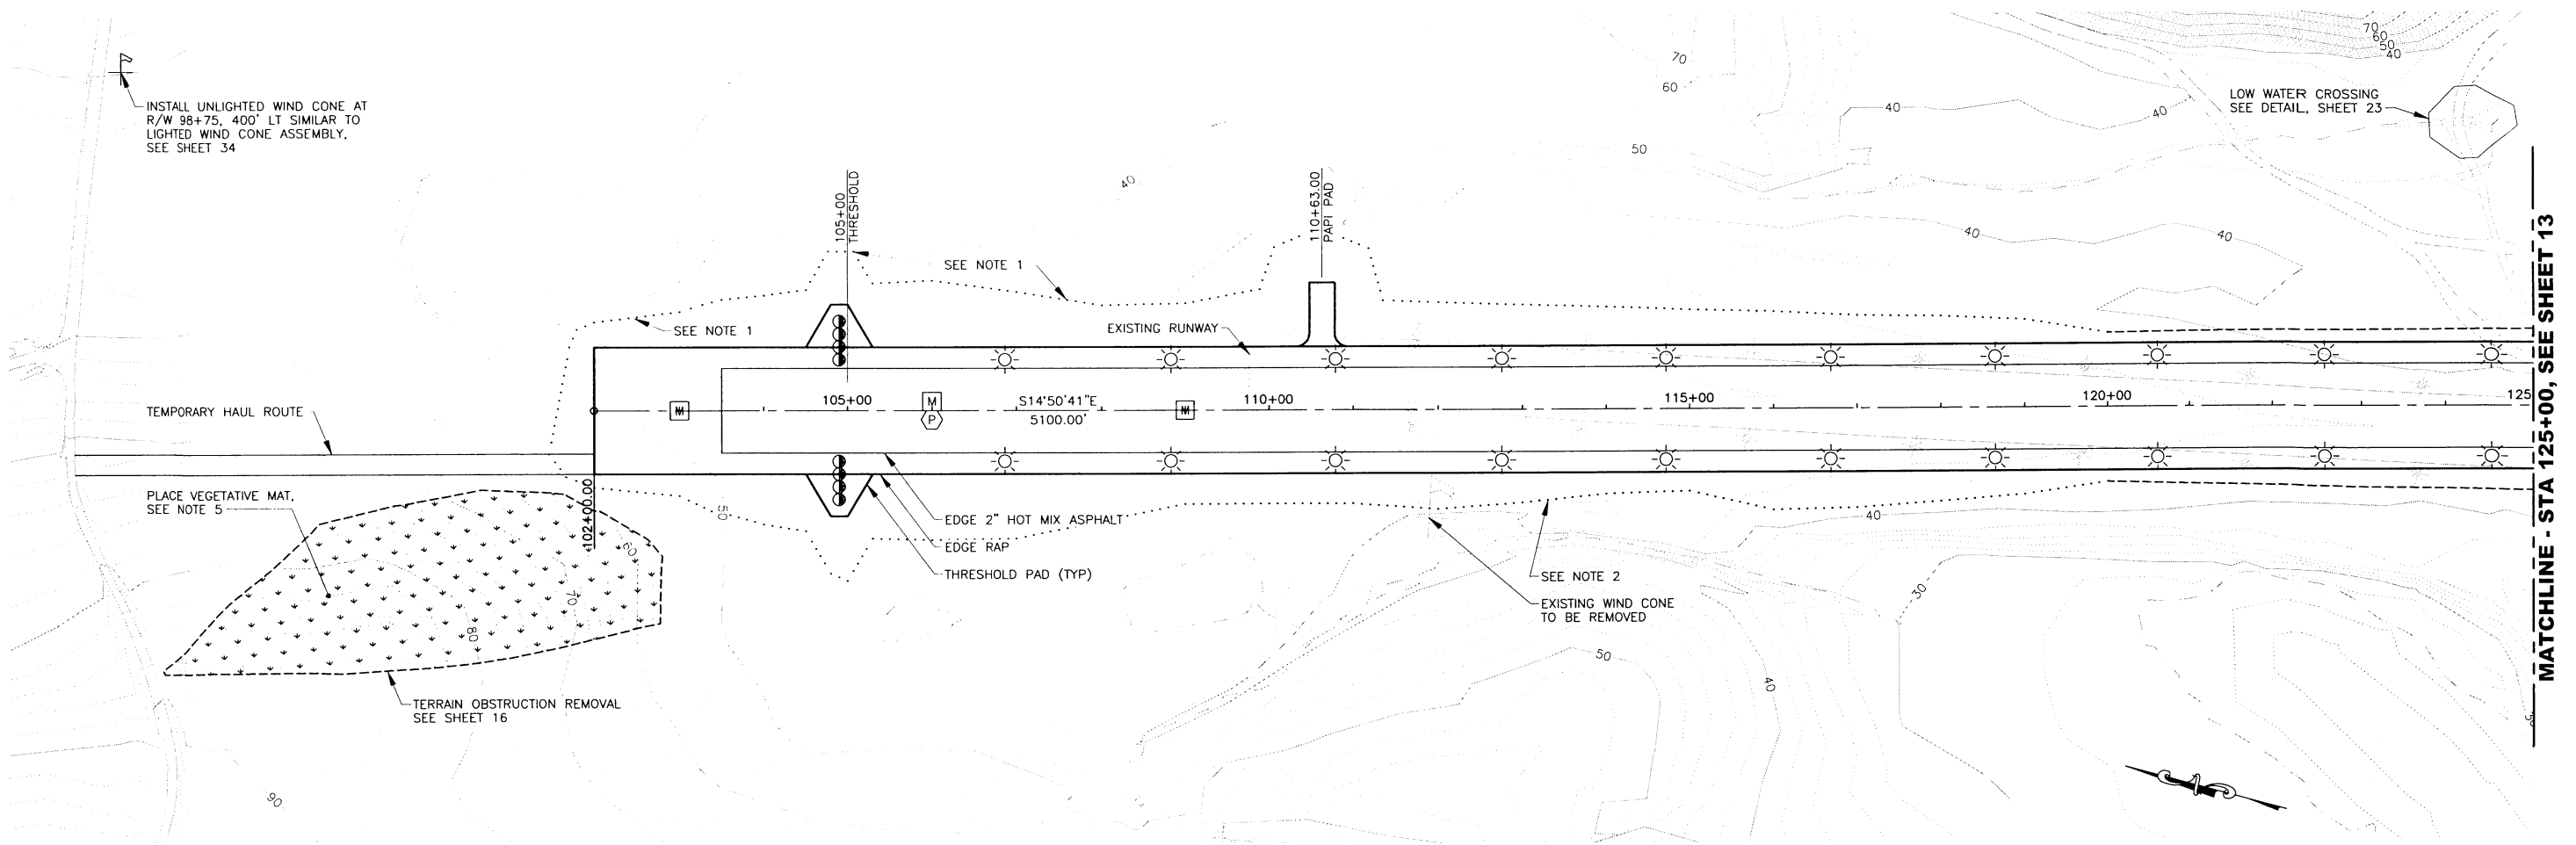 70
60
50
40
70
60
40
40
LOW WATER CROSSING
SEE DETAIL, SHEET 23
INSTALL UNLIGHTED WIND CONE AT
R/W 98+75, 400' LT SIMILAR TO
LIGHTED WIND CONE ASSEMBLY,
SEE SHEET 34
50
40
105+00
THRESHOLD
110+63.00
PAPI PAD
40
40
SEE NOTE 1
SEE NOTE 1
EXISTING RUNWAY
MATCHLINE - STA 125+00, SEE SHEET 13
TEMPORARY HAUL ROUTE
105+00
M
P
S14°50'41"E
5100.00'
110+00
115+00
120+00
125
PLACE VEGETATIVE MAT,
SEE NOTE 5
102+00.00
50
EDGE 2" HOT MIX ASPHALT
EDGE RAP
THRESHOLD PAD (TYP)
40
60
70
80
SEE NOTE 2
EXISTING WIND CONE
TO BE REMOVED
30
50
40
TERRAIN OBSTRUCTION REMOVAL
SEE SHEET 16
90